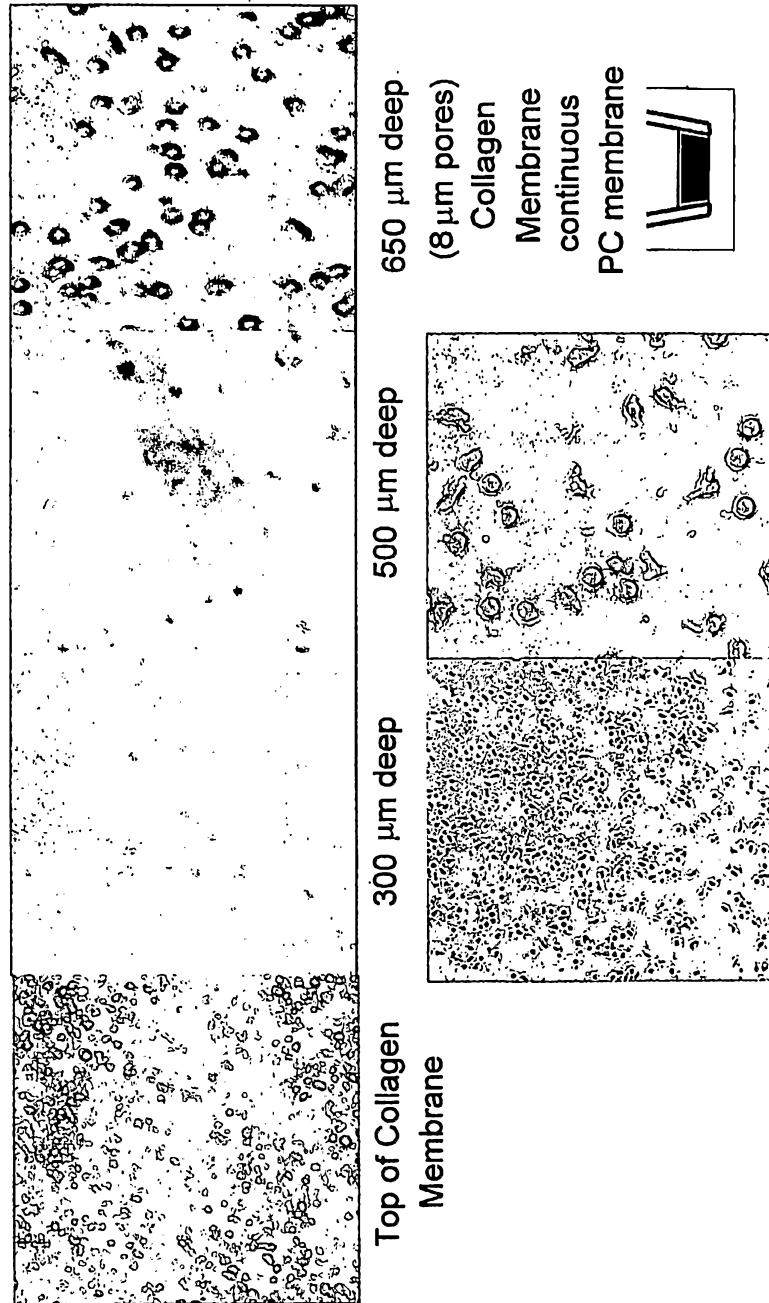 Top of Collagen
Membrane
300 μm deep
500 μm deep
650 μm deep
(8 μm pores)
Collagen
Membrane
continuous
PC membrane